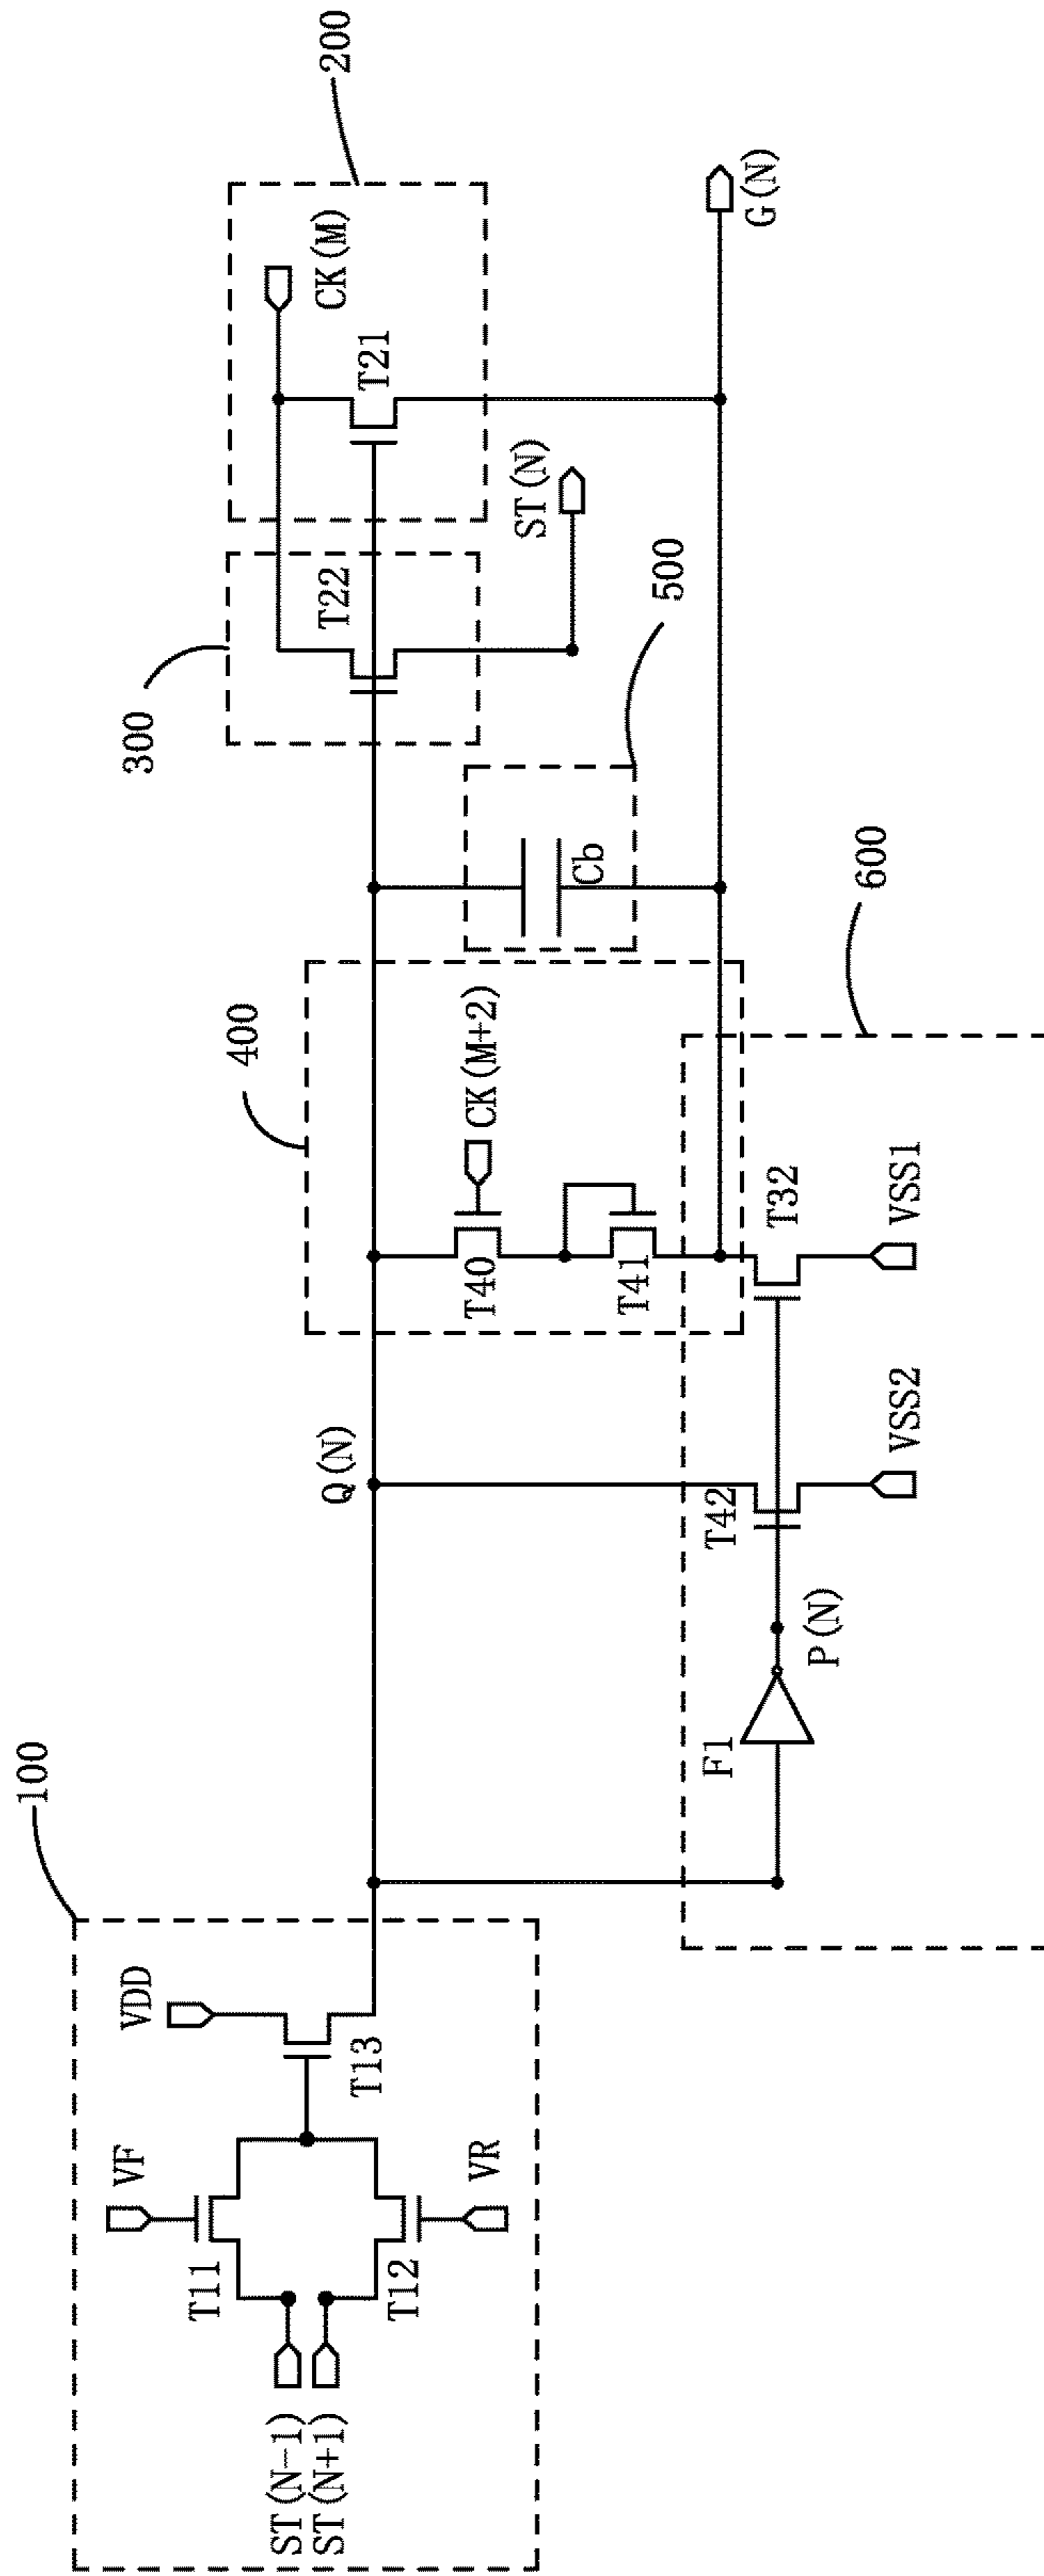 100
ST(N-1)
ST(N+1)
VF
T11
T12
VR
VDD
T13
Q(N)
F1
P(N)
T42
VSS2
T32
VSS1
600
400
T40
CK(M+2)
T41
Cb
500
300
T22
ST(N)
200
CK(M)
T21
G(N)